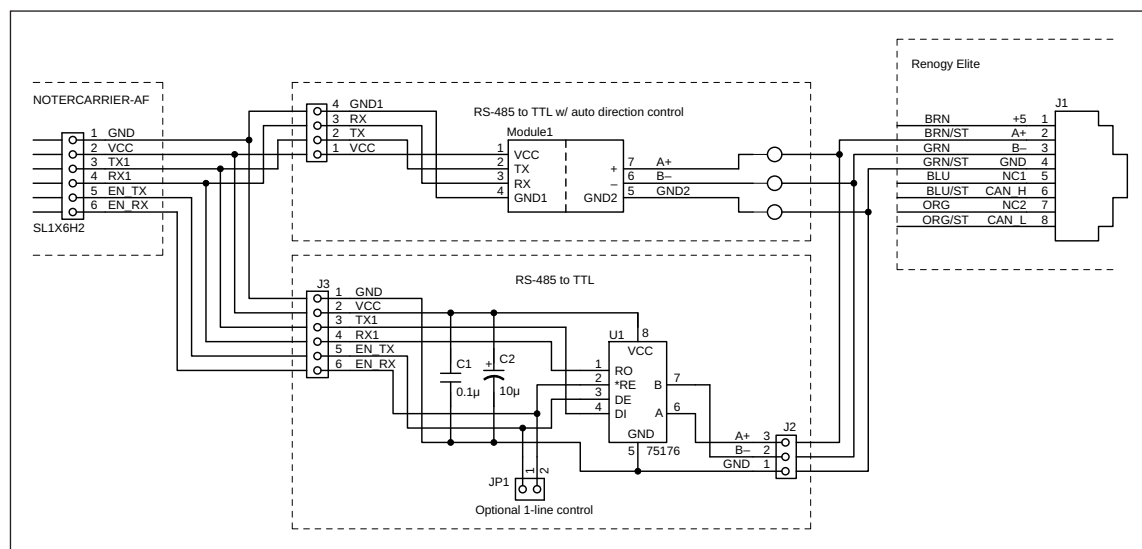 NOTERCARRIER-AF
1 GND
2 VCC
3 TX1
4 RX1
5 EN_TX
6 EN_RX
SL1X6H2
RS-485 to TTL w/ auto direction control
4 GND1
3 RX
2 TX
1 VCC
Module1
1 VCC
2 TX
3 RX
4 GND1
+ 7 A+
– 6 B–
GND2 5 GND2
Renogy Elite
J1
BRN +5 1
BRN/ST A+ 2
GRN B– 3
GRN/ST GND 4
BLU NC1 5
BLU/ST CAN_H 6
ORG NC2 7
ORG/ST CAN_L 8
RS-485 to TTL
J3
1 GND
2 VCC
3 TX1
4 RX1
5 EN_TX
6 EN_RX
C1
0.1μ
+ C2
10μ
U1 8
VCC
1 RO
2 *RE
3 DE
4 DI
B 7
A 6
GND
5 75176
J2
A+ 3
B– 2
GND 1
JP1 1 2
Optional 1-line control